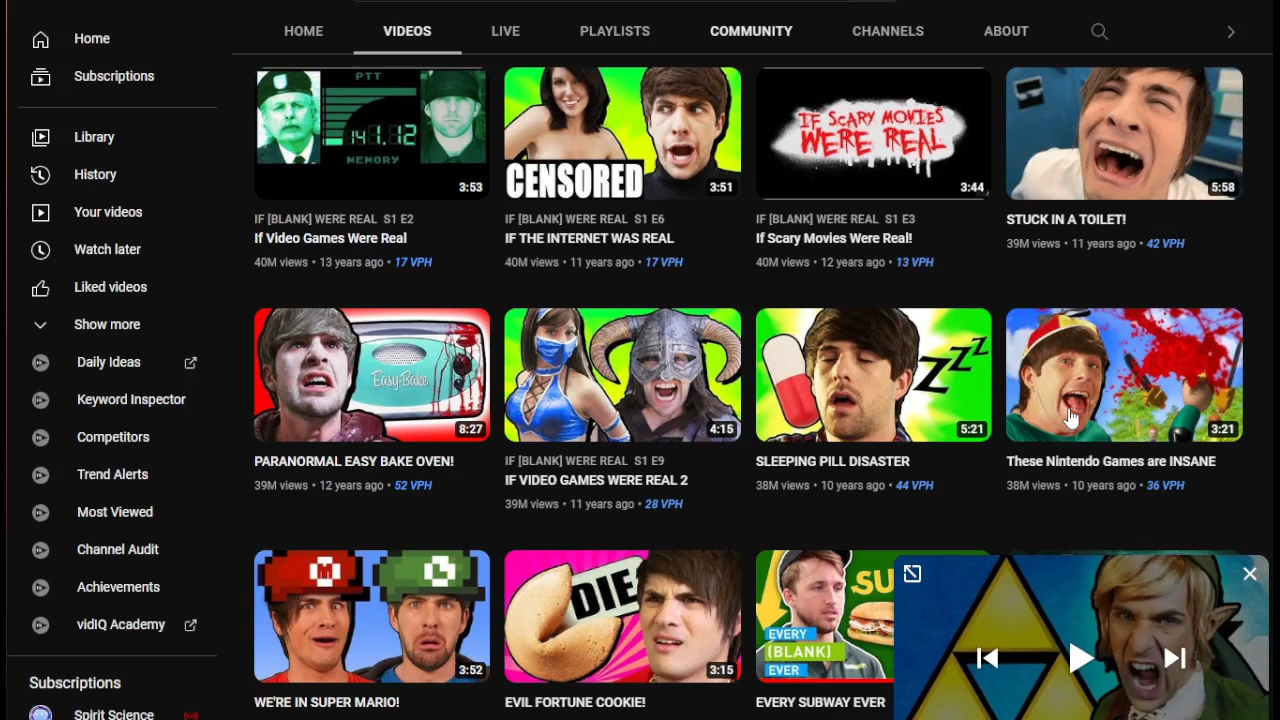 HOME VIDEOS LIVE PLAYLISTS COMMUNITY CHANNELS ABOUT
Home
Subscriptions
Library
History
Your videos
Watch later
Liked videos
Show more
Daily Ideas
Keyword Inspector
Competitors
Trend Alerts
Most Viewed
Channel Audit
Achievements
vidIQ Academy
Subscriptions
Spirit Science
PTT
141.12
MEMORY
3:53
IF [BLANK] WERE REAL S1 E2
If Video Games Were Real
40M views • 13 years ago • 17 VPH
CENSORED
3:51
IF [BLANK] WERE REAL S1 E6
IF THE INTERNET WAS REAL
40M views • 11 years ago • 17 VPH
IF SCARY MOVIES
WERE REAL
3:44
IF [BLANK] WERE REAL S1 E3
If Scary Movies Were Real!
40M views • 12 years ago • 13 VPH
5:58
STUCK IN A TOILET!
39M views • 11 years ago • 42 VPH
Easy-Bake
8:27
PARANORMAL EASY BAKE OVEN!
39M views • 12 years ago • 52 VPH
4:15
IF [BLANK] WERE REAL S1 E9
IF VIDEO GAMES WERE REAL 2
39M views • 11 years ago • 28 VPH
ZZZ
5:21
SLEEPING PILL DISASTER
38M views • 10 years ago • 44 VPH
3:21
These Nintendo Games are INSANE
38M views • 10 years ago • 36 VPH
M
3:52
WE'RE IN SUPER MARIO!
DIE
3:15
EVIL FORTUNE COOKIE!
SU
EVERY
[BLANK]
EVER
EVERY SUBWAY EVER